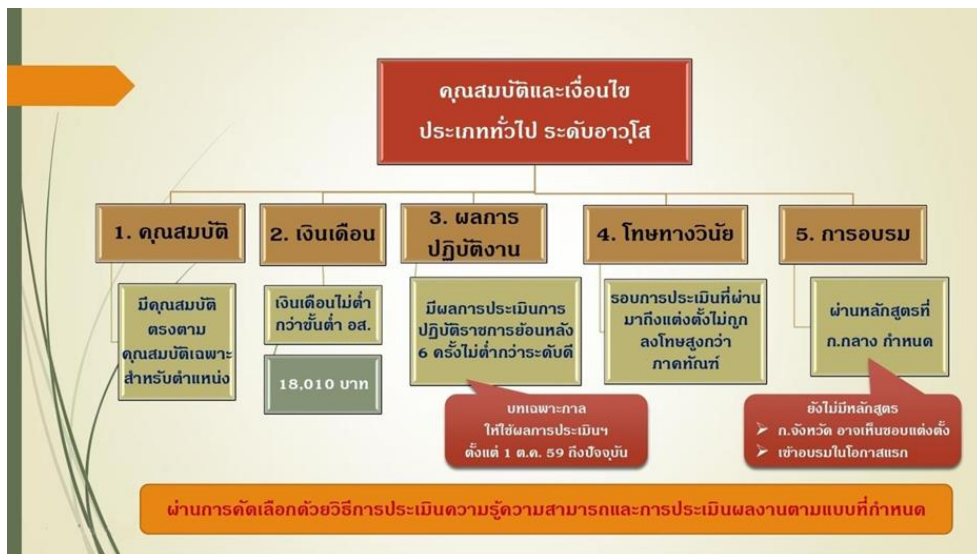 คุณสมบัติและเงื่อนไข
ประเภททั่วไป ระดับอาวุโส
1. คุณสมบัติ
2. เงินเดือน
3. ผลการ
ปฏิบัติงาน
4. โทษทางวินัย
5. การอบรม
มีคุณสมบัติ
ตรงตาม
คุณสมบัติเฉพาะ
สำหรับตำแหน่ง
เงินเดือนไม่ต่ำ
กว่าขั้นต่ำ อส.
18,010 บาท
มีผลการประเมินการ
ปฏิบัติราชการย้อนหลัง
6 ครั้งไม่ต่ำกว่าระดับดี
รอบการประเมินที่ผ่าน
มาถึงแต่งตั้งไม่ถูก
ลงโทษสูงกว่า
ภาคทัณฑ์
ผ่านหลักสูตรที่
ก.กลาง กำหนด
บทเฉพาะกาล
ให้ใช้ผลการประเมินฯ
ตั้งแต่ 1 ต.ค. 59 ถึงปัจจุบัน
ยังไม่มีหลักสูตร
➢ ก.จังหวัด อาจเห็นชอบแต่งตั้ง
➢ เข้าอบรมในโอกาสแรก
ผ่านการคัดเลือกด้วยวิธีการประเมินความรู้ความสามารถและการประเมินผลงานตามแบบที่กำหนด